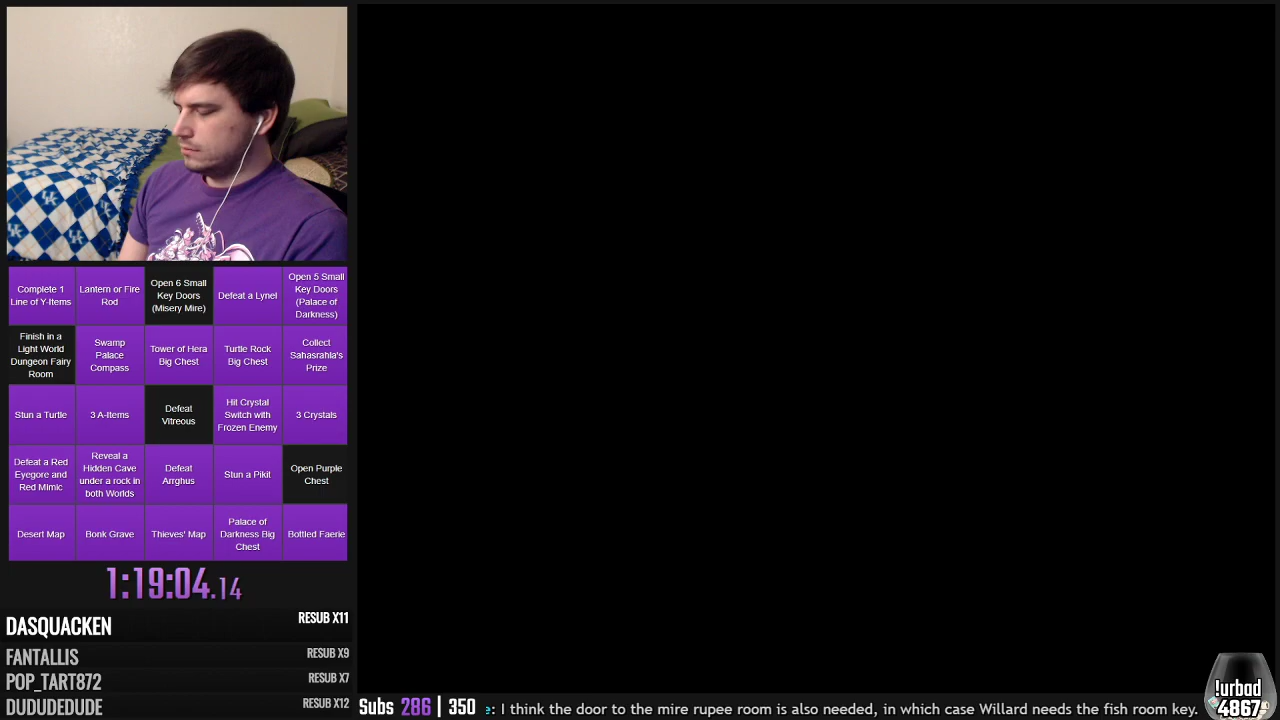 Complete 1
Line of Y-Items
Lantern or Fire
Rod
Open 6 Small
Key Doors
(Misery Mire)
Defeat a Lynel
Open 5 Small
Key Doors
(Palace of
Darkness)
Finish in a
Light World
Dungeon Fairy
Room
Swamp
Palace
Compass
Tower of Hera
Big Chest
Turtle Rock
Big Chest
Collect
Sahasrahla's
Prize
Stun a Turtle
3 A-Items
Defeat
Vitreous
Hit Crystal
Switch with
Frozen Enemy
3 Crystals
Defeat a Red
Eyegore and
Red Mimic
Reveal a
Hidden Cave
under a rock in
both Worlds
Defeat
Arrghus
Stun a Pikit
Open Purple
Chest
Desert Map
Bonk Grave
Thieves' Map
Palace of
Darkness Big
Chest
Bottled Faerie
1:19:04.14
DASQUACKEN RESUB X11
FANTALLIS RESUB X9
POP_TART872 RESUB X7
DUDUDEDUDE RESUB X12
Subs 286 | 350 e: I think the door to the mire rupee room is also needed, in which case Willard needs the fish room key.
!urbad
4867